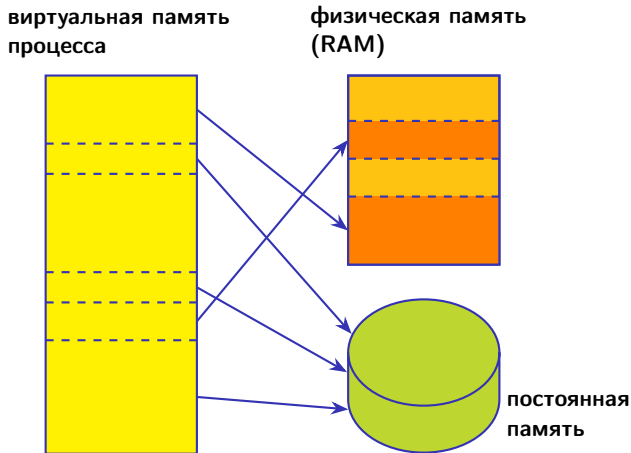 виртуальная память
процесса
физическая память
(RAM)
постоянная
память